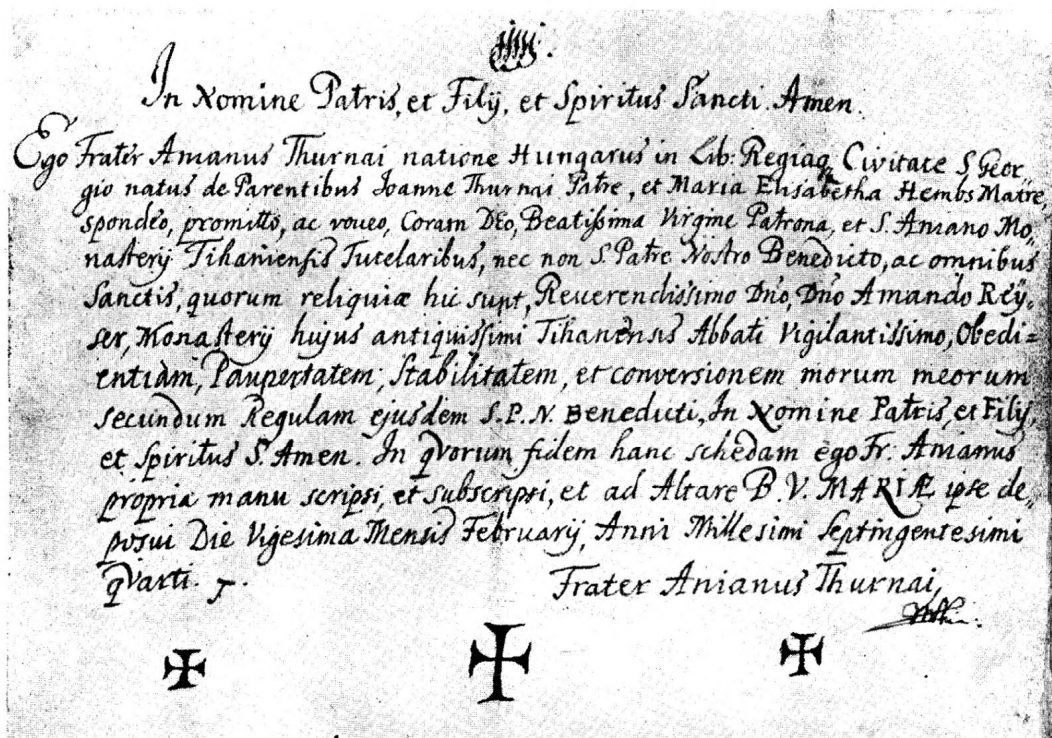 In Nomine Patris, et Filij, et Spiritus Sancti. Amen.
Ego Frater Amanus Thurnai natione Hungarus in Lib: Regiaq Civitate S. Geor„
gio natus de Parentibus Joanne Thurnai Patre, et Maria Elisabetha Hembs Matre,
spondeo, promitto, ac voveo, Coram DEo, Beatissima Virgine Patrona, et S. Aniano Mo„
nasterij Tihaniensis Tutelaribus, nec non S. Patre Nostro Benedicto, ac omnibus
Sanctis, quorum reliquiæ hic sunt, Reverendissimo Dno, Dno Amando Reÿ„
ser, Monasterij hujus antiquissimi Tihanensis Abbati Vigilantissimo, Obedi=
entiam, Paupertatem, Stabilitatem, et conversionem morum meorum
secundum Regulam ejusdem S.P.N. Benedicti, In Nomine Patris, et Filij,
et Spiritus S. Amen. In qVorum fidem hanc schedam ego Fr: Anianus
propria manu scripsi, et subscripsi, et ad Altare B.V. MARIÆ ipse de„
posui Die Vigesima Mensis Februarij, Anni Millesimi Septingentesimi
qVarti.
Frater Anianus Thurnai,